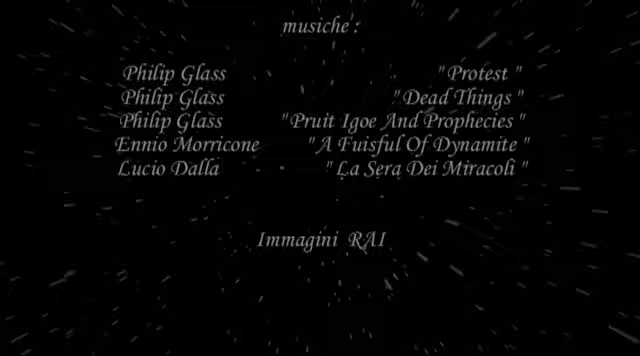 musiche :
Philip Glass " Protest "
Philip Glass " Dead Things "
Philip Glass " Pruit Igoe And Prophecies "
Ennio Morricone " A Fuisful Of Dynamite "
Lucio Dalla " La Sera Dei Miracoli "
Immagini RAI